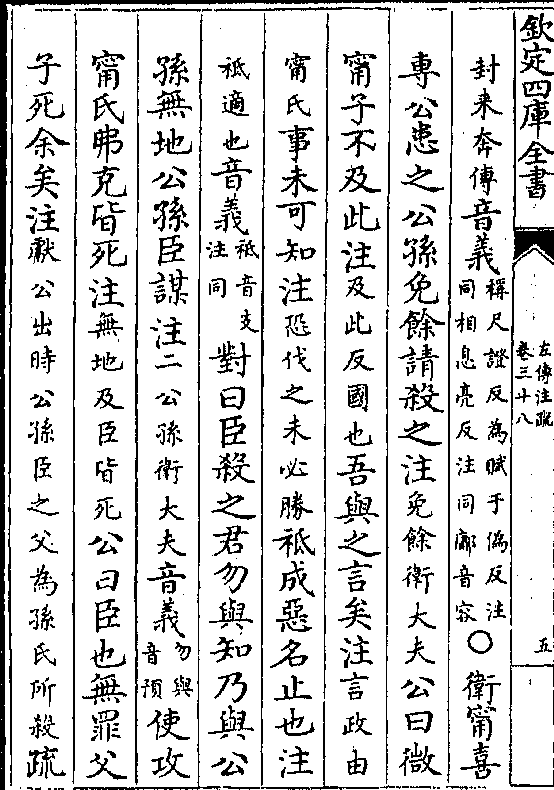 欽定四庫全書
左傳注疏
卷三十八
五
封來奔傳音義稱尺證反為賦于偽反注
同相息亮反注同鄺音容○衛甯喜
專公患之公孫免餘請殺之注免餘衛大夫公曰微
甯子不及此注及此反國也吾與之言矣注言政由
甯氏事未可知注恐伐之未必勝祗成惡名止也注
祗適也音義祗音支
注同對曰臣殺之君勿與知乃與公
孫無地公孫臣謀注二公孫衛大夫音義勿與
音預使攻
甯氏弗克皆死注無地及臣皆死公曰臣也無罪父
子死余矣注獻公出時公孫臣之父為孫氏所殺疏